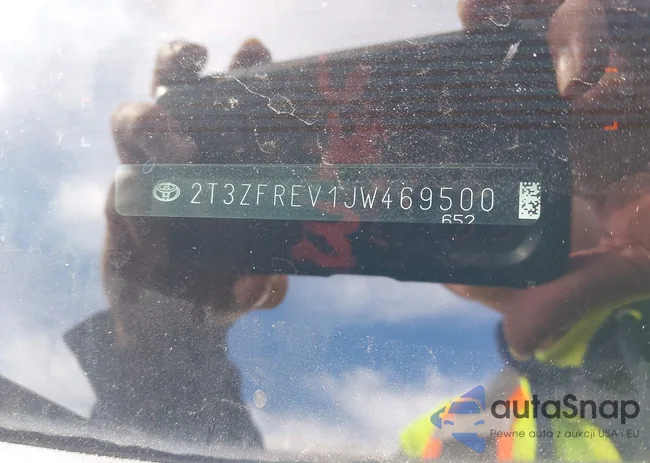 2T3ZFREV1JW469500
652
autaSnap
Pewne auta z aukcji USA i EU